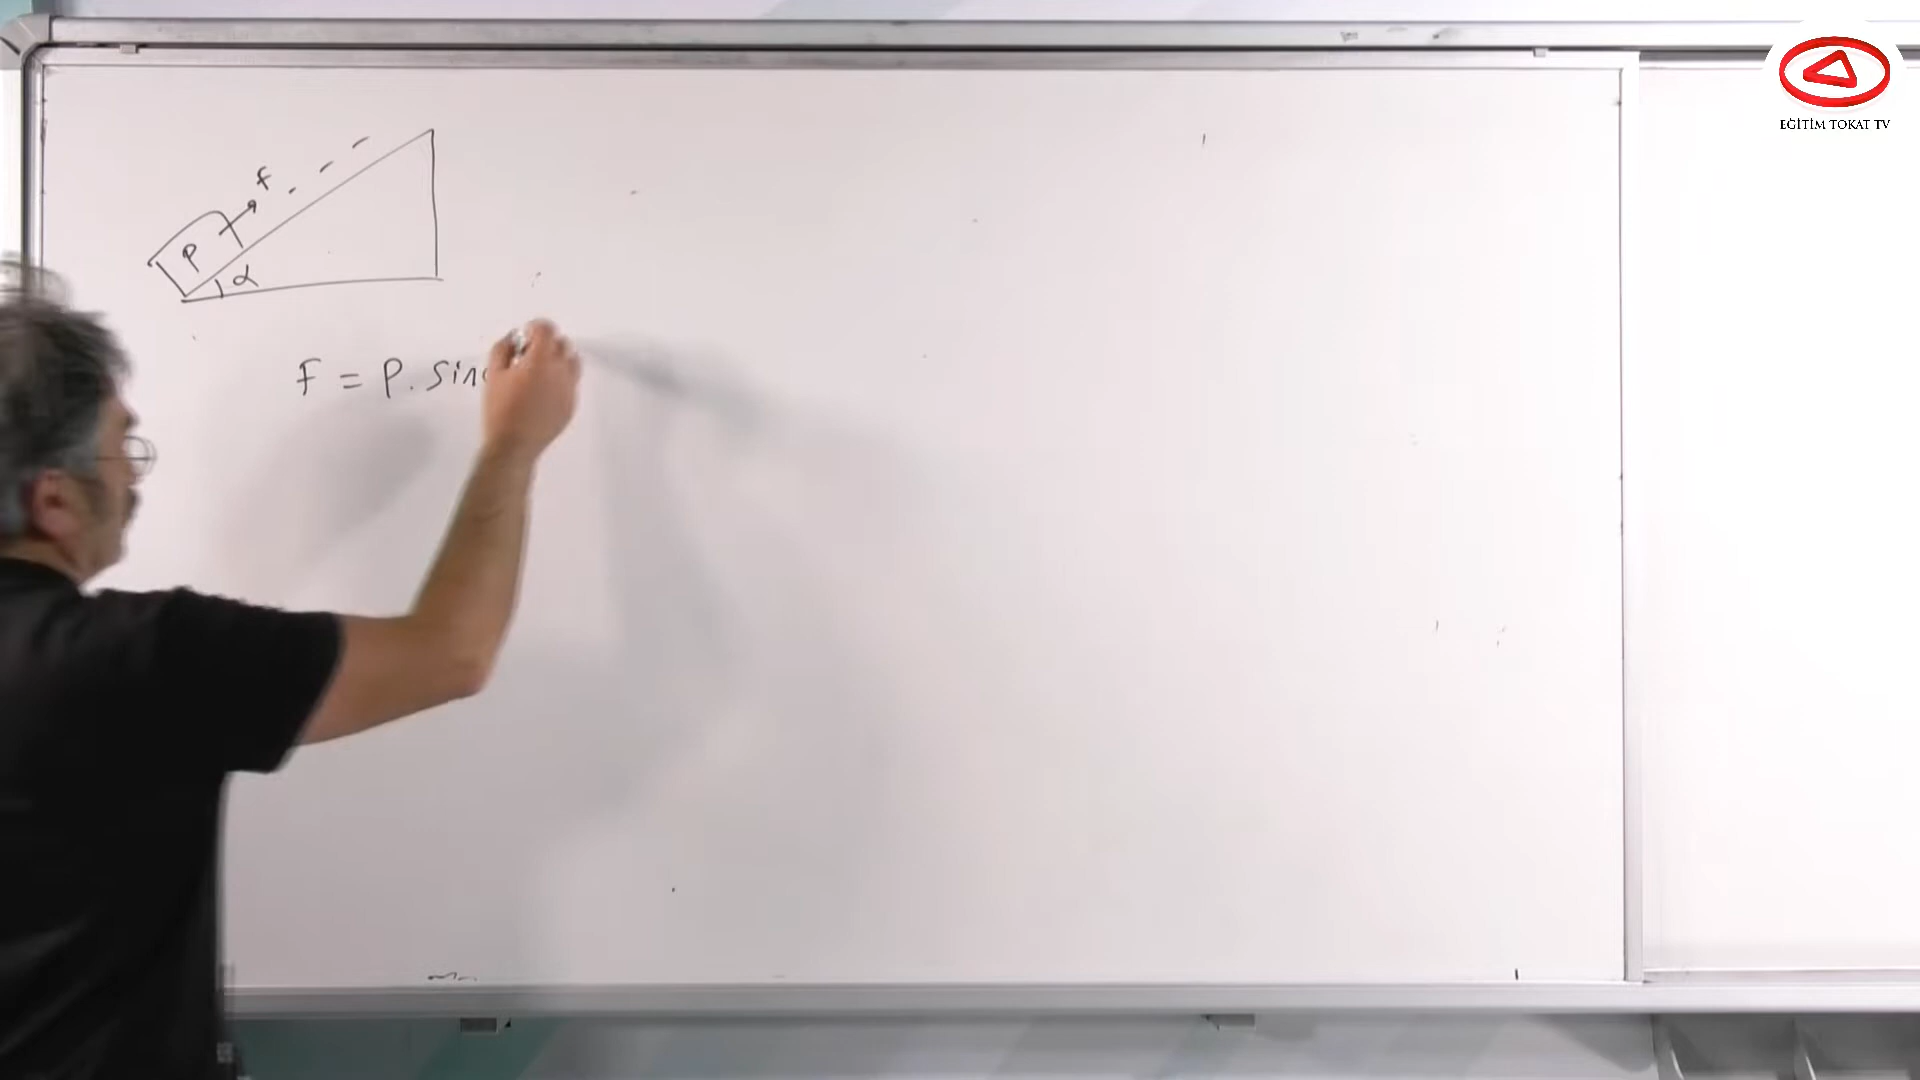 EĞİTİM TOKAT TV
F
P
α
F = P. sin